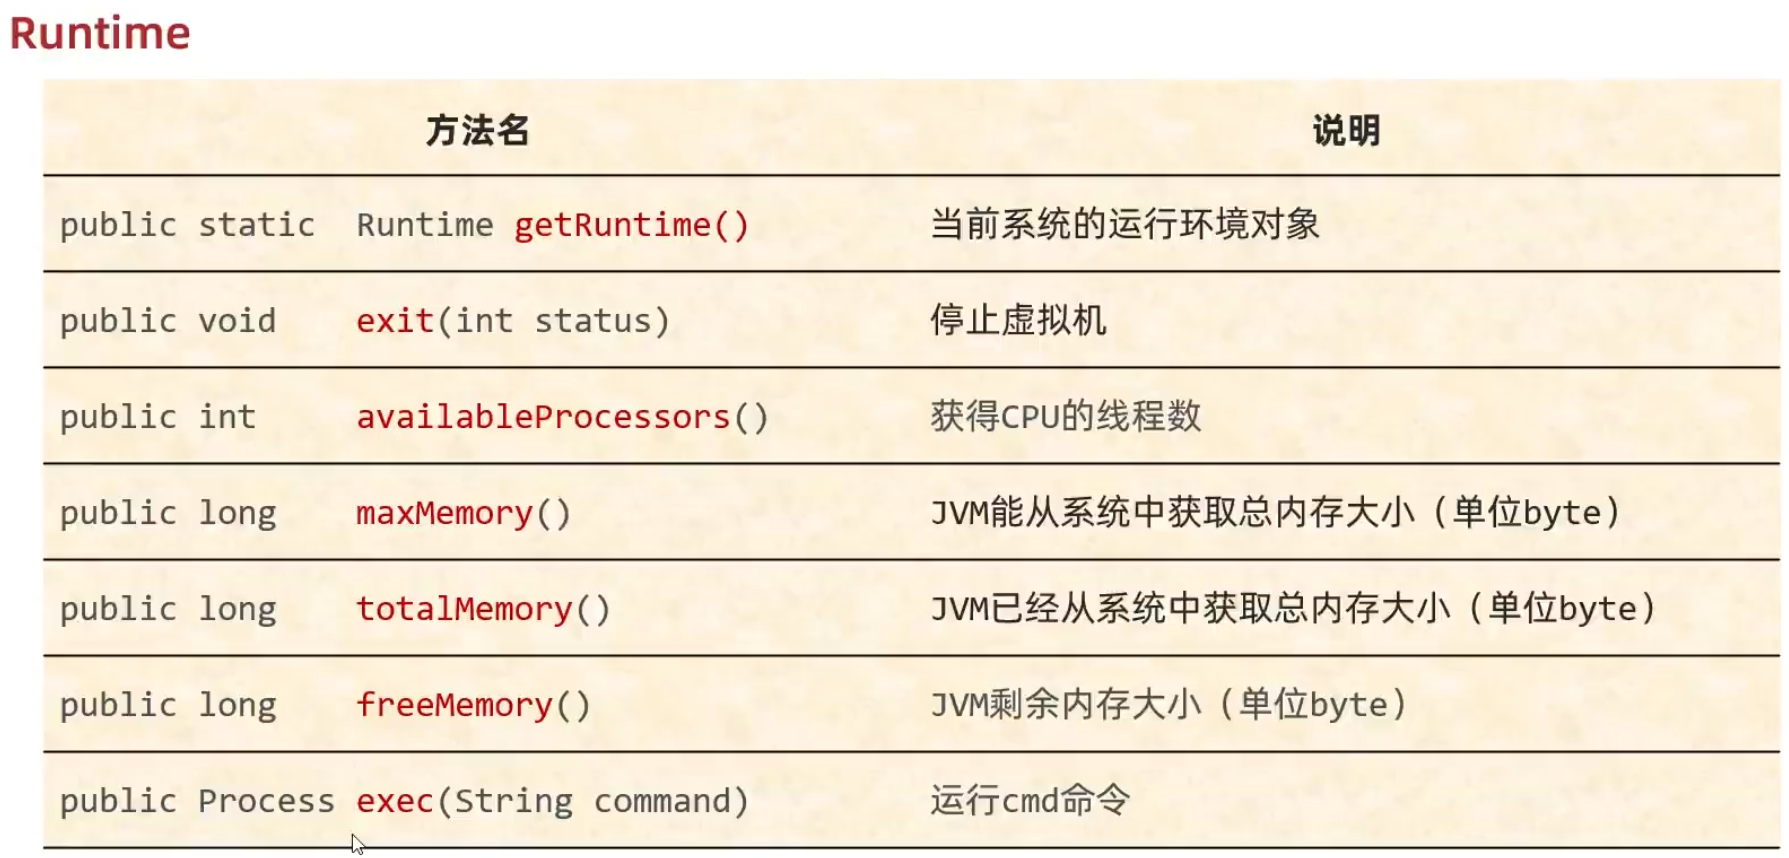 Runtime
方法名 说明
public static Runtime getRuntime() 当前系统的运行环境对象
public void exit(int status) 停止虚拟机
public int availableProcessors() 获得CPU的线程数
public long maxMemory() JVM能从系统中获取总内存大小（单位byte）
public long totalMemory() JVM已经从系统中获取总内存大小（单位byte）
public long freeMemory() JVM剩余内存大小（单位byte）
public Process exec(String command) 运行cmd命令